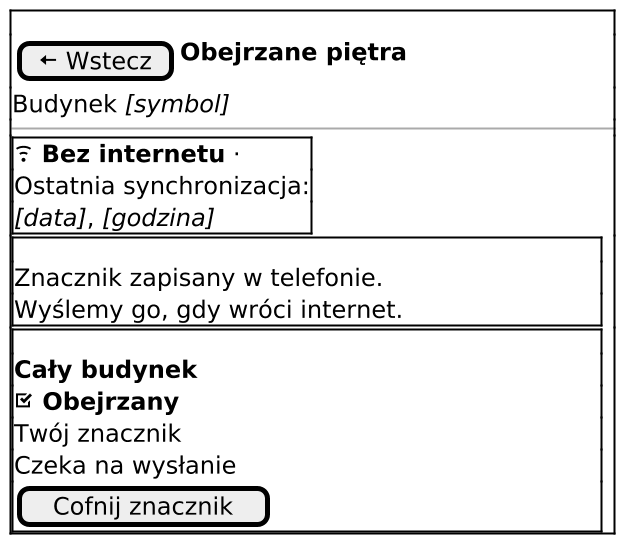 ← Wstecz Obejrzane piętra
Budynek [symbol]
Bez internetu ·
Ostatnia synchronizacja:
[data], [godzina]
Znacznik zapisany w telefonie.
Wyślemy go, gdy wróci internet.
Cały budynek
Obejrzany
Twój znacznik
Czeka na wysłanie
Cofnij znacznik